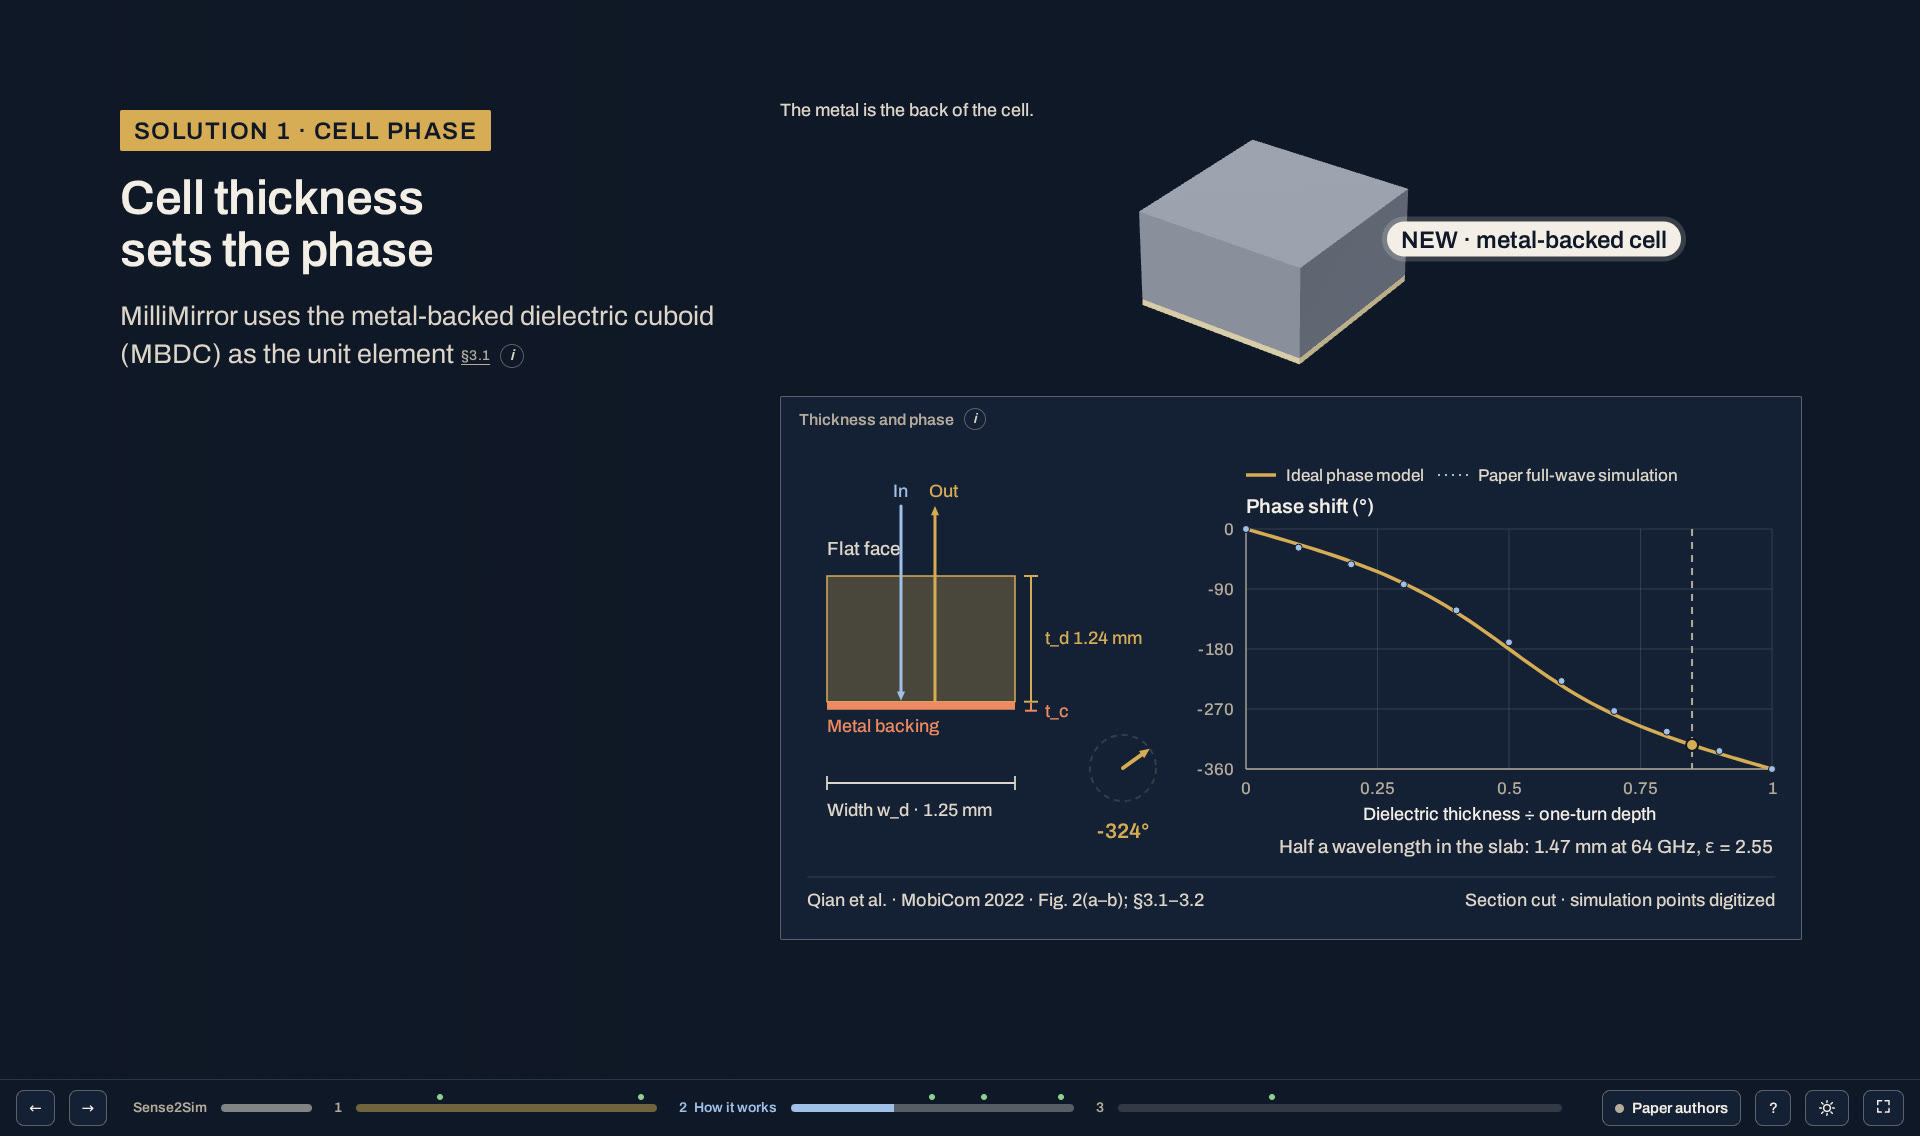 SOLUTION 1 · CELL PHASE
Cell thickness
sets the phase
MilliMirror uses the metal-backed dielectric cuboid
(MBDC) as the unit element §3.1 i
The metal is the back of the cell.
NEW · metal-backed cell
Thickness and phase i
In Out
Flat face
t_d 1.24 mm
t_c
Metal backing
Width w_d · 1.25 mm
-324°
Ideal phase model
Paper full-wave simulation
Phase shift (°)
0
-90
-180
-270
-360
0 0.25 0.5 0.75 1
Dielectric thickness ÷ one-turn depth
Half a wavelength in the slab: 1.47 mm at 64 GHz, ε = 2.55
Qian et al. · MobiCom 2022 · Fig. 2(a–b); §3.1–3.2
Section cut · simulation points digitized
← → Sense2Sim 1 2 How it works 3 Paper authors ?